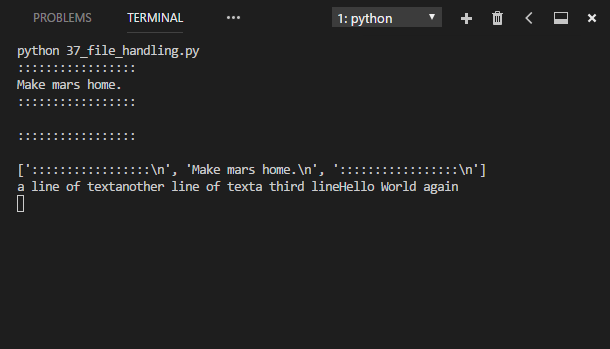 PROBLEMS TERMINAL ••• 1: python
python 37_file_handling.py
:::::::::::::::::
Make mars home.
:::::::::::::::::
:::::::::::::::::
[':::::::::::::::::\n', 'Make mars home.\n', ':::::::::::::::::\n']
a line of textanother line of texta third lineHello World again